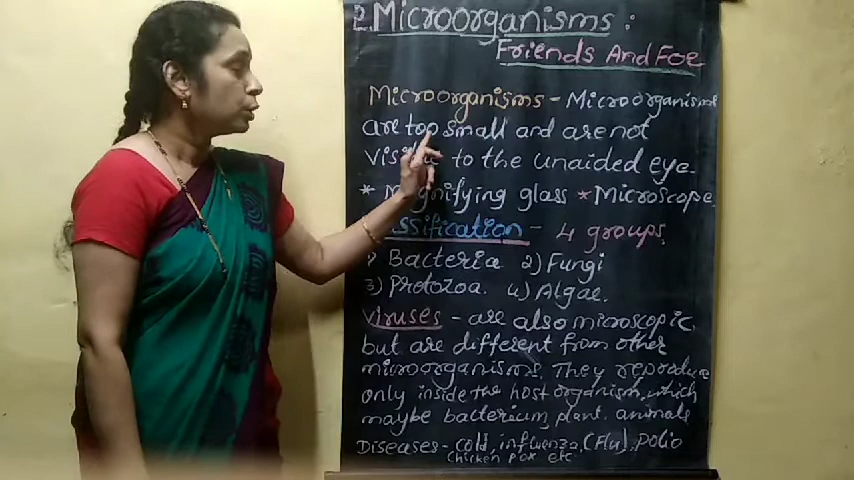 2. Microorganisms :
Friends And Foe
Microorganisms - Microorganisms
are too small and are not
to the unaided eye.
* Magnifying glass * Microscope.
- 4 groups.
1) Bacteria 2) Fungi
3) Protozoa. 4) Algae.
Viruses - are also microscopic
but are different from other
microorganisms. They reproduce
only inside the host organism, which
maybe bacterium, plant, animals
Diseases - cold, influenza, (Flu), polio
chicken pox etc